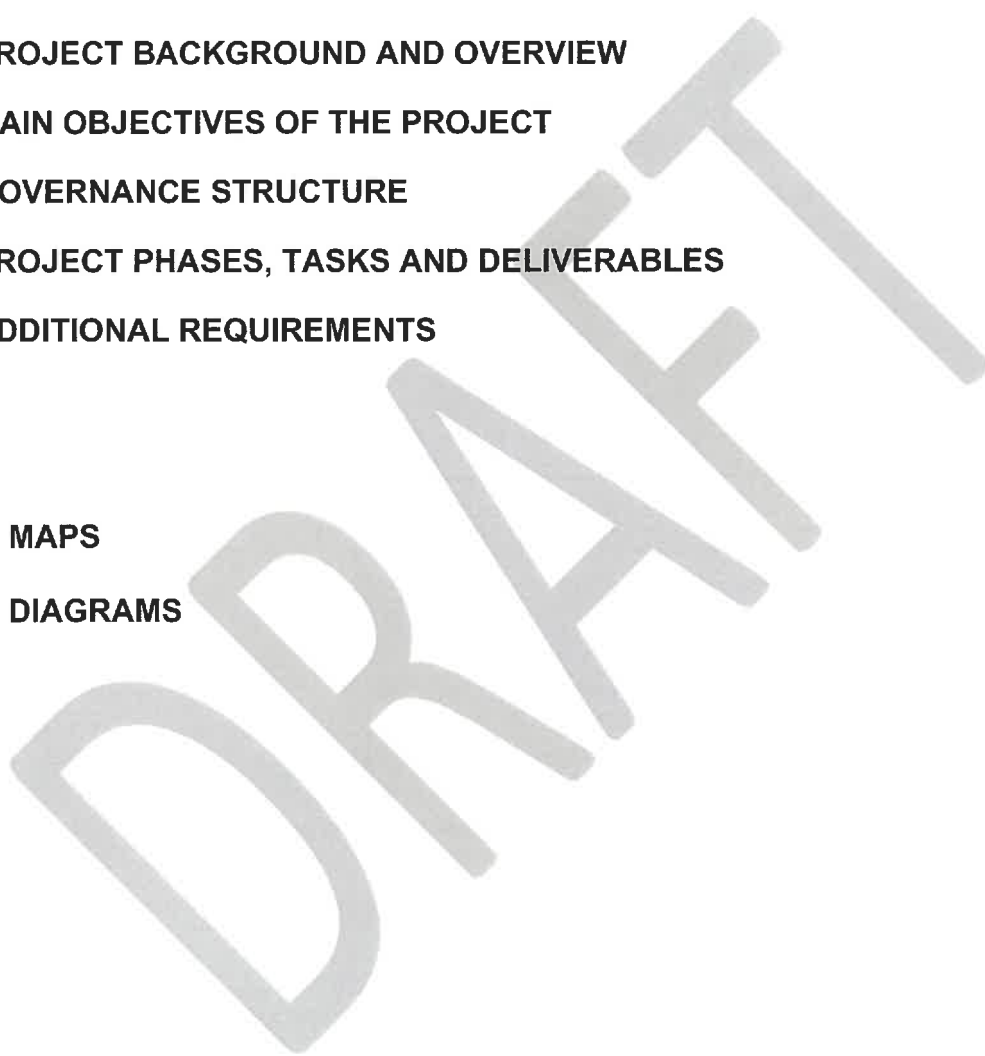 ROJECT BACKGROUND AND OVERVIEW
AIN OBJECTIVES OF THE PROJECT
OVERNANCE STRUCTURE
ROJECT PHASES, TASKS AND DELIVERABLES
DDITIONAL REQUIREMENTS
MAPS
DIAGRAMS
DRAFT